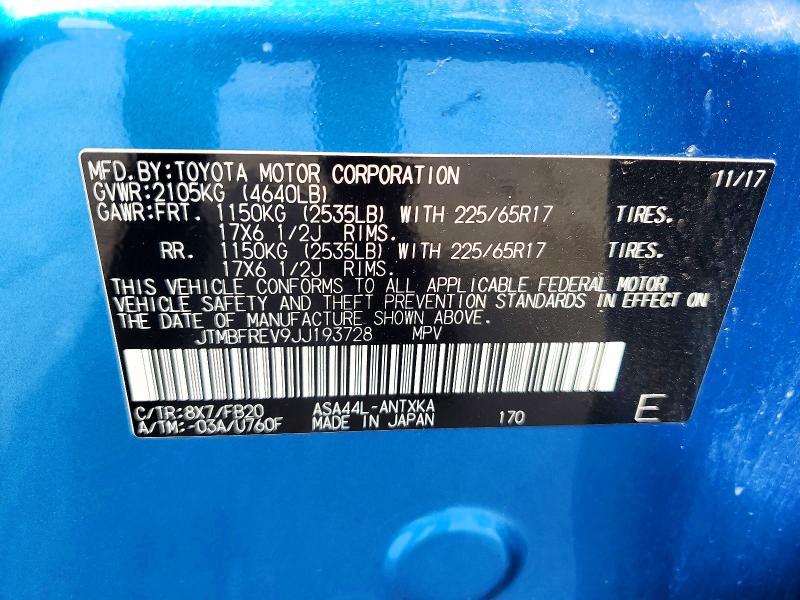 MFD.BY:TOYOTA MOTOR CORPORATION 11/17
GVWR:2105KG (4640LB)
GAWR:FRT. 1150KG (2535LB) WITH 225/65R17 TIRES.
17X6 1/2J RIMS.
RR. 1150KG (2535LB) WITH 225/65R17 TIRES.
17X6 1/2J RIMS.
THIS VEHICLE CONFORMS TO ALL APPLICABLE FEDERAL MOTOR
VEHICLE SAFETY AND THEFT PREVENTION STANDARDS IN EFFECT ON
THE DATE OF MANUFACTURE SHOWN ABOVE.
JTMBFREV9JJ193728 MPV
C/TR:8X7/FB20 ASA44L-ANTXKA
A/TM:-03A/U760F MADE IN JAPAN 170 E